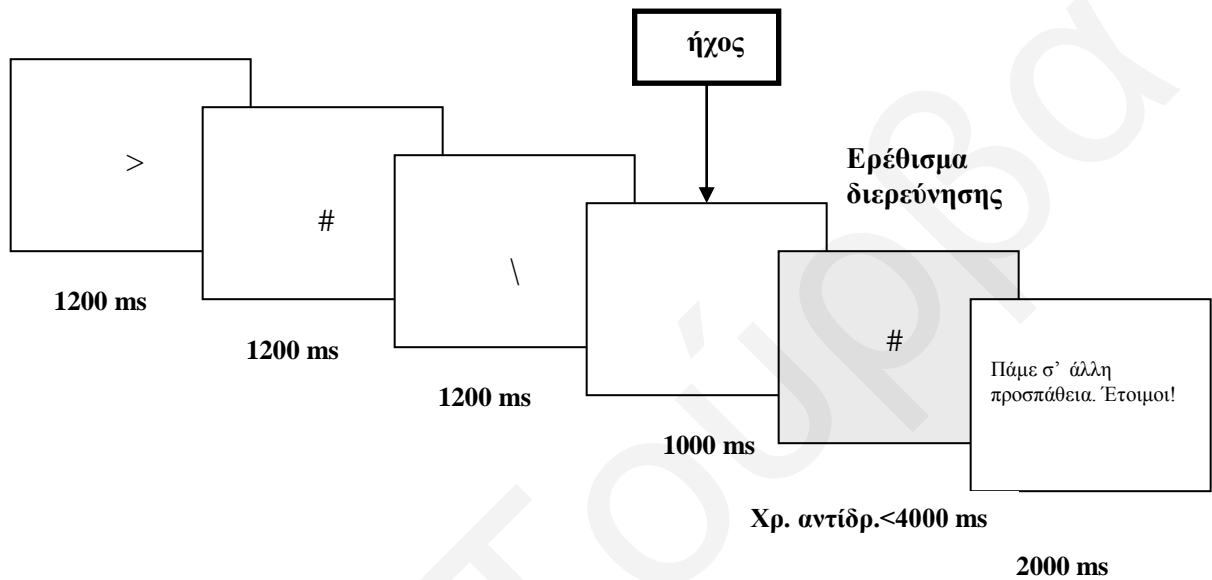 ήχος
>
#
\
Ερέθισμα
διερεύνησης
#
Πάμε σ’ άλλη
προσπάθεια. Έτοιμοι!
1200 ms
1200 ms
1200 ms
1000 ms
Χρ. αντίδρ.<4000 ms
2000 ms
Τούρβα